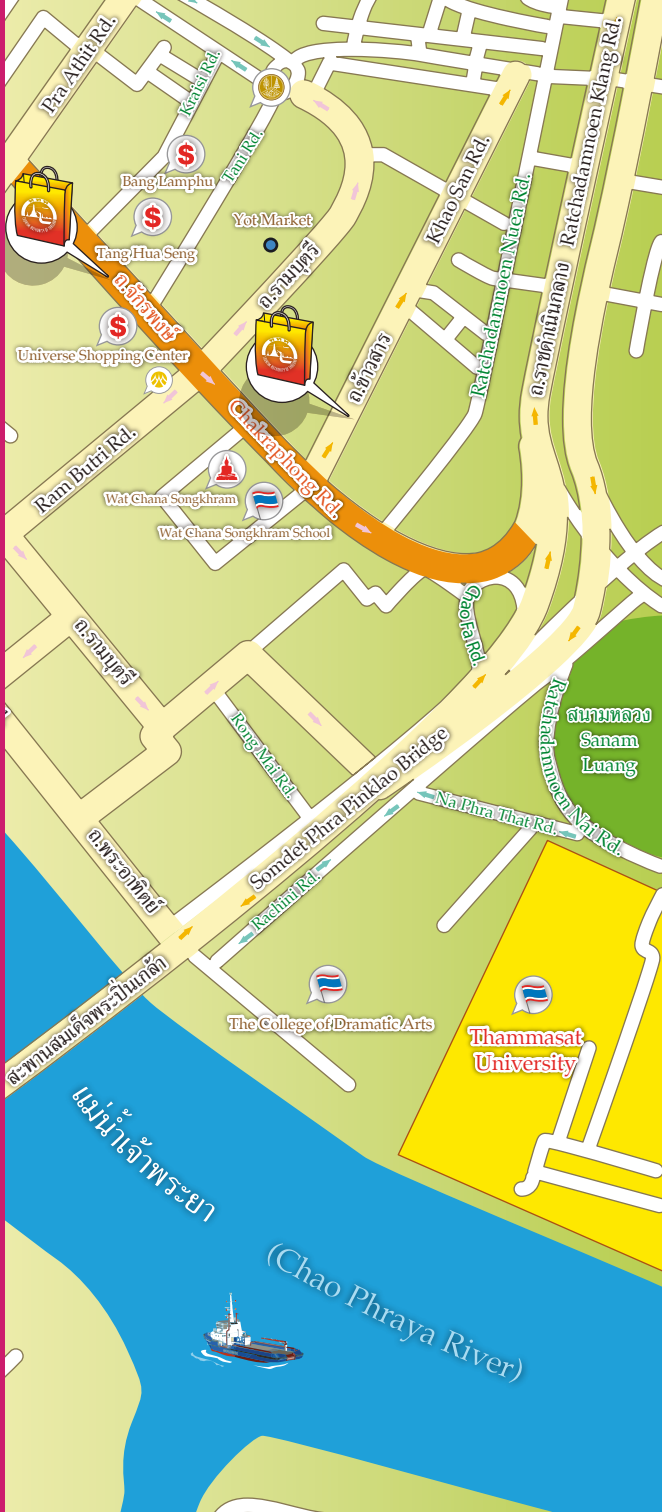 Pra Athit Rd.
Kraisi Rd.
Tani Rd.
Bang Lamphu
Tang Hua Seng
Yot Market
ถ.จักรพงษ์
ถ.รามบุตรี
Khao San Rd.
ถ.ข้าวสาร
Ratchadamnoen Nuea Rd.
ถ.ราชดำเนินกลาง
Ratchadamnoen Klang Rd.
Universe Shopping Center
Chakraphong Rd.
Ram Butri Rd.
Wat Chana Songkhram
Wat Chana Songkhram School
Chao Fa Rd.
ถ.รามบุตรี
Rong Mai Rd.
สนามหลวง
Sanam
Luang
Ratchadamnoen Nai Rd.
Somdet Phra Pinklao Bridge
Na Phra That Rd.
ถ.พระอาทิตย์
Rachini Rd.
สะพานสมเด็จพระปิ่นเกล้า
The College of Dramatic Arts
Thammasat
University
แม่น้ำเจ้าพระยา
(Chao Phraya River)